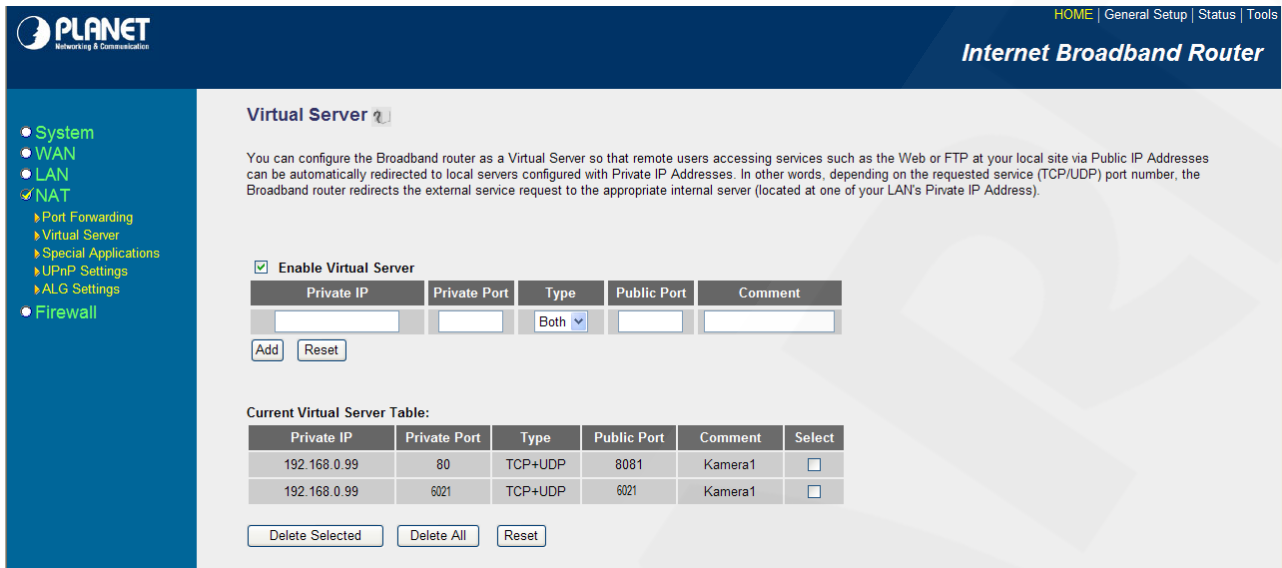 PLANET
Networking & Communication
HOME | General Setup | Status | Tools
Internet Broadband Router
System
WAN
LAN
NAT
Port Forwarding
Virtual Server
Special Applications
UPnP Settings
ALG Settings
Firewall
Virtual Server
You can configure the Broadband router as a Virtual Server so that remote users accessing services such as the Web or FTP at your local site via Public IP Addresses
can be automatically redirected to local servers configured with Private IP Addresses. In other words, depending on the requested service (TCP/UDP) port number, the
Broadband router redirects the external service request to the appropriate internal server (located at one of your LAN's Private IP Address).
Enable Virtual Server
Private IP Private Port Type Public Port Comment
Both
Add Reset
Current Virtual Server Table:
Private IP Private Port Type Public Port Comment Select
192.168.0.99 80 TCP+UDP 8081 Kamera1
192.168.0.99 6021 TCP+UDP 6021 Kamera1
Delete Selected Delete All Reset